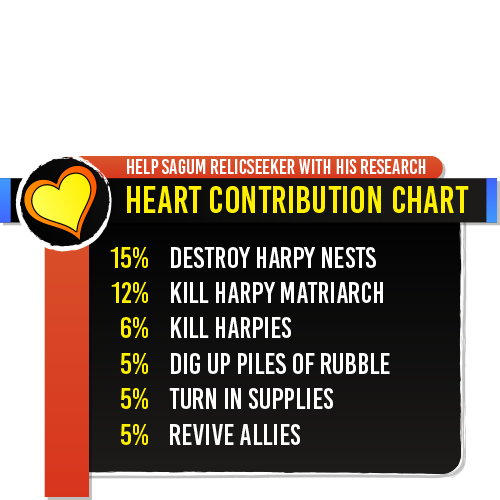 HELP SAGUM RELICSEEKER WITH HIS RESEARCH
HEART CONTRIBUTION CHART
15% DESTROY HARPY NESTS
12% KILL HARPY MATRIARCH
6% KILL HARPIES
5% DIG UP PILES OF RUBBLE
5% TURN IN SUPPLIES
5% REVIVE ALLIES